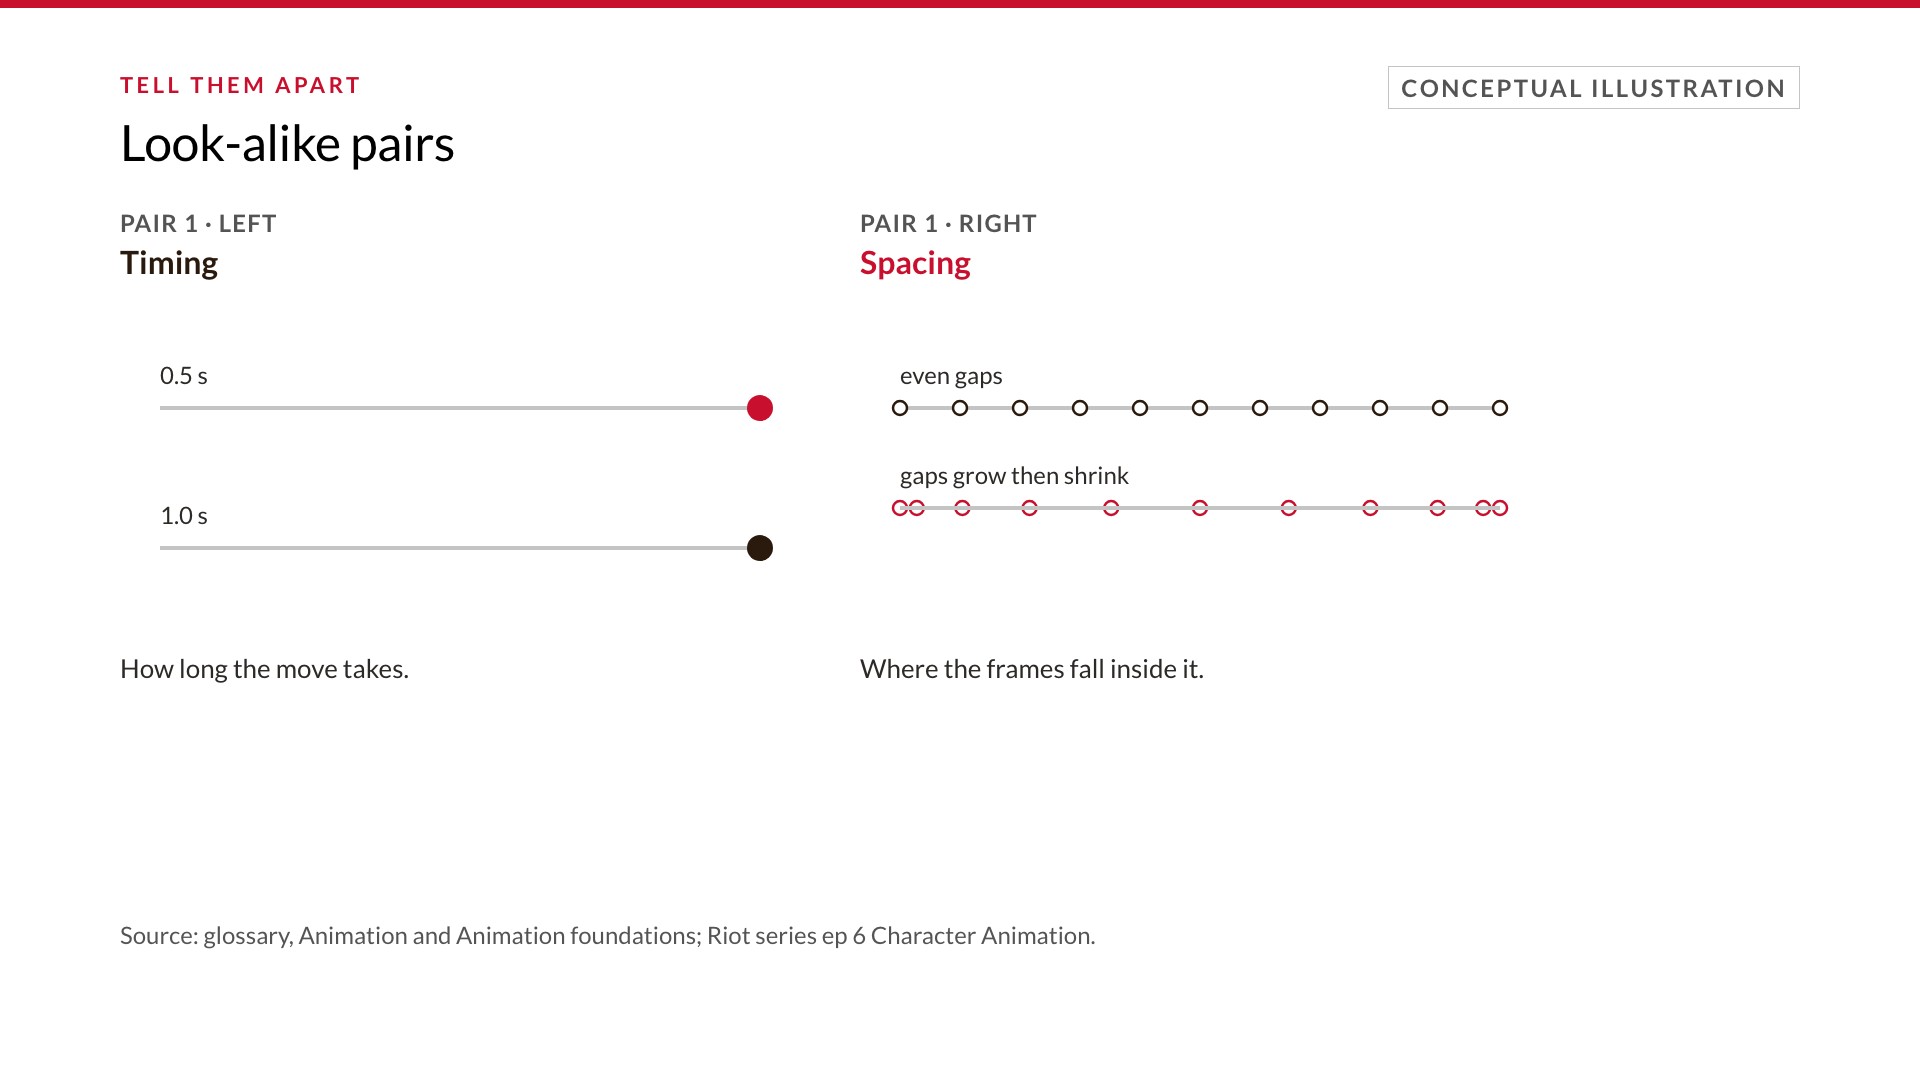 TELL THEM APART
CONCEPTUAL ILLUSTRATION
Look-alike pairs
PAIR 1 · LEFT
Timing
0.5 s
1.0 s
How long the move takes.
PAIR 1 · RIGHT
Spacing
even gaps
gaps grow then shrink
Where the frames fall inside it.
Source: glossary, Animation and Animation foundations; Riot series ep 6 Character Animation.